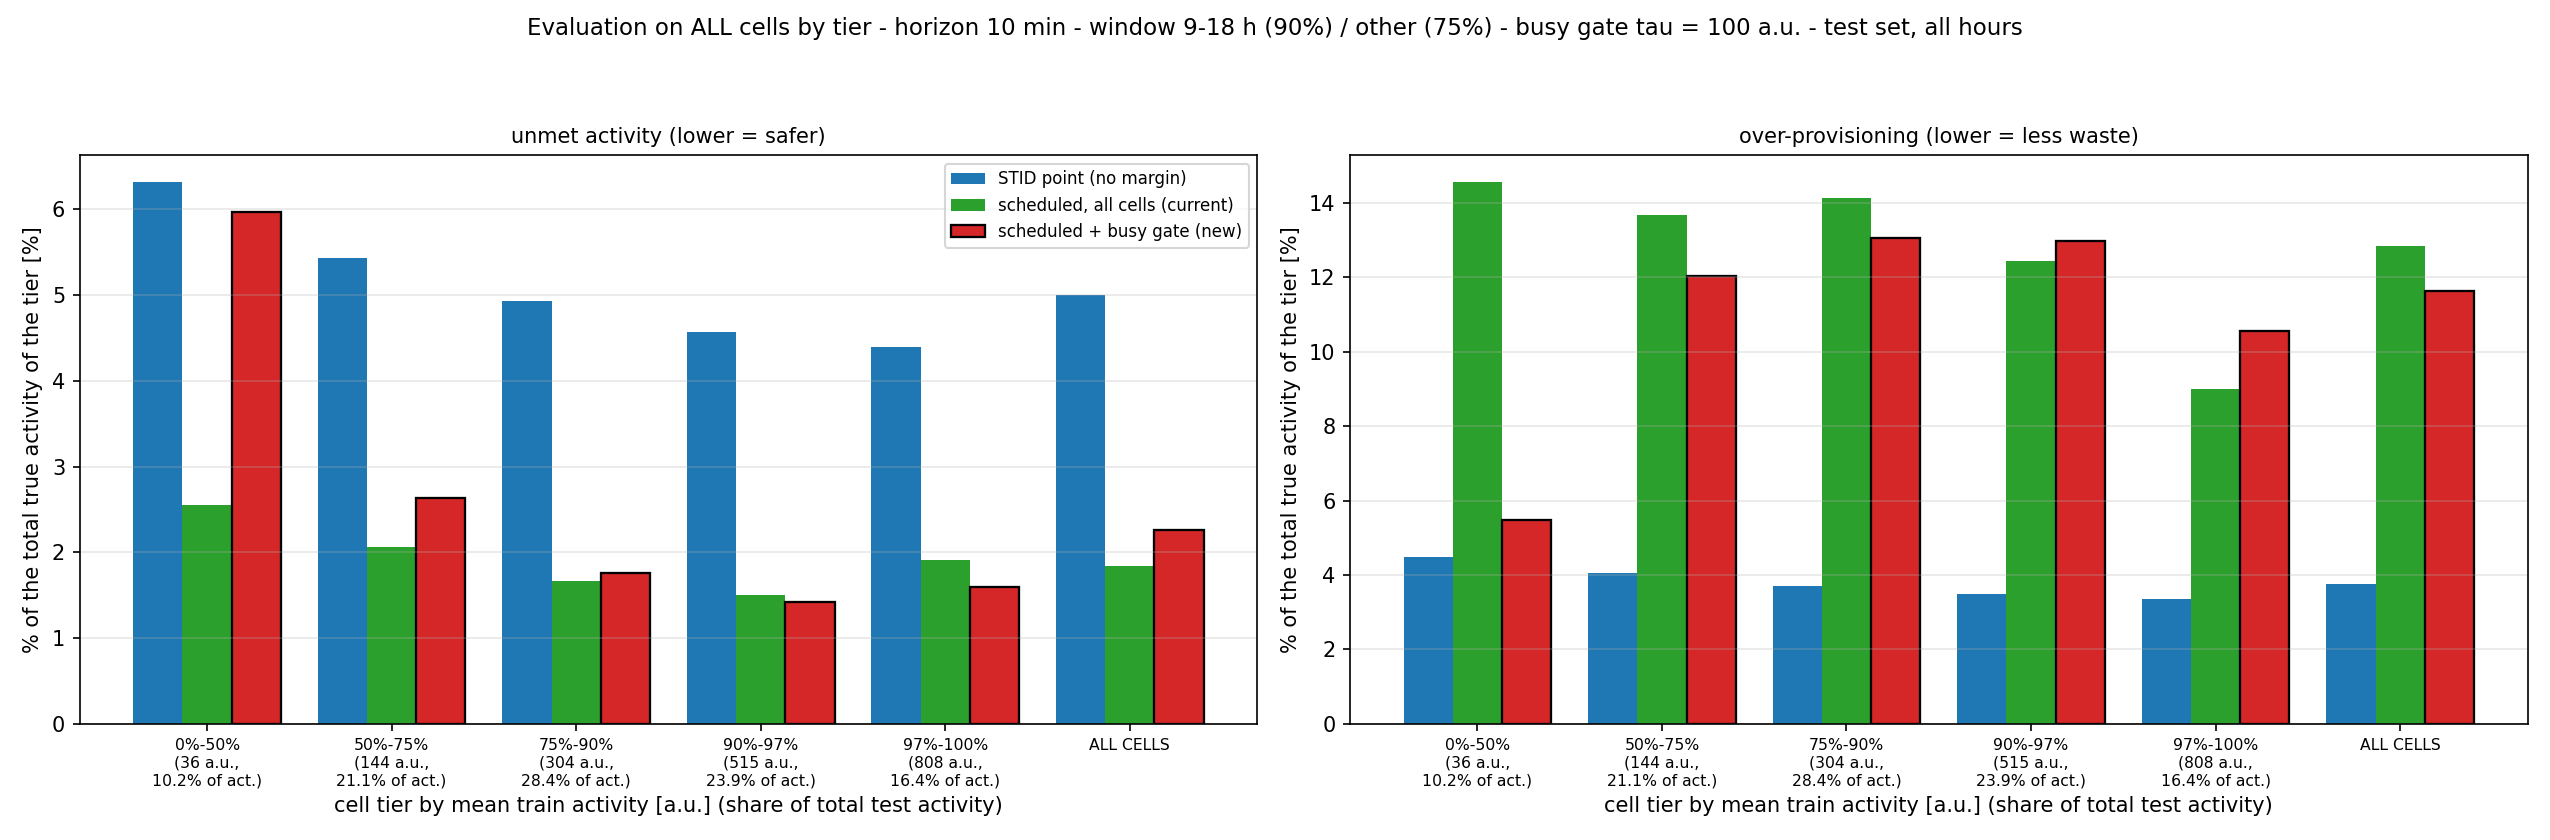 Evaluation on ALL cells by tier - horizon 10 min - window 9-18 h (90%) / other (75%) - busy gate tau = 100 a.u. - test set, all hours
unmet activity (lower = safer)
% of the total true activity of the tier [%]
6
5
4
3
2
1
0
STID point (no margin)
scheduled, all cells (current)
scheduled + busy gate (new)
0%-50%
(36 a.u.,
10.2% of act.)
50%-75%
(144 a.u.,
21.1% of act.)
75%-90%
(304 a.u.,
28.4% of act.)
90%-97%
(515 a.u.,
23.9% of act.)
97%-100%
(808 a.u.,
16.4% of act.)
ALL CELLS
cell tier by mean train activity [a.u.] (share of total test activity)
over-provisioning (lower = less waste)
% of the total true activity of the tier [%]
14
12
10
8
6
4
2
0
0%-50%
(36 a.u.,
10.2% of act.)
50%-75%
(144 a.u.,
21.1% of act.)
75%-90%
(304 a.u.,
28.4% of act.)
90%-97%
(515 a.u.,
23.9% of act.)
97%-100%
(808 a.u.,
16.4% of act.)
ALL CELLS
cell tier by mean train activity [a.u.] (share of total test activity)